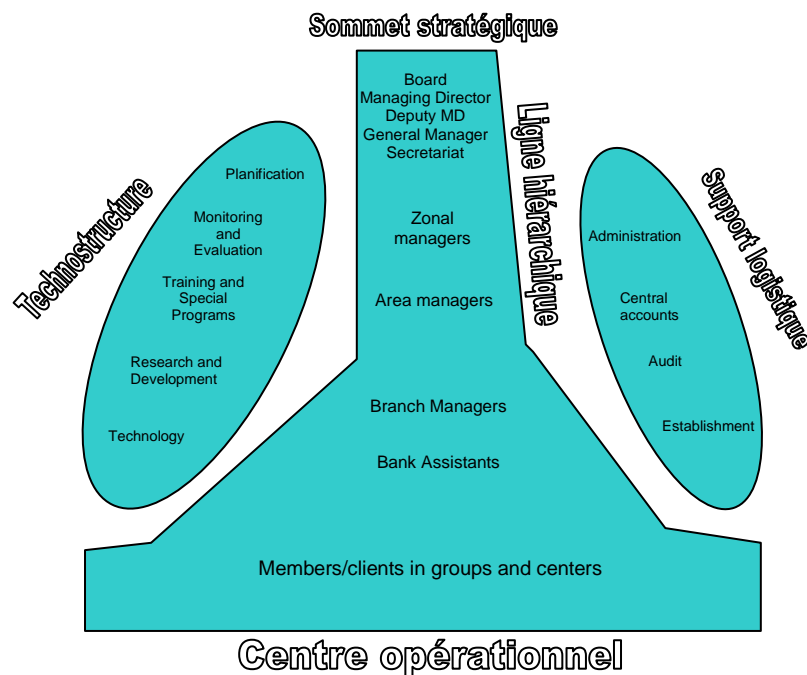 Sommet stratégique
Board
Managing Director
Deputy MD
General Manager
Secretariat
Ligne hiérarchique
Zonal
managers
Area managers
Branch Managers
Bank Assistants
Members/clients in groups and centers
Technostructure
Planification
Monitoring
and
Evaluation
Training and
Special
Programs
Research and
Development
Technology
Support logistique
Administration
Central
accounts
Audit
Establishment
Centre opérationnel